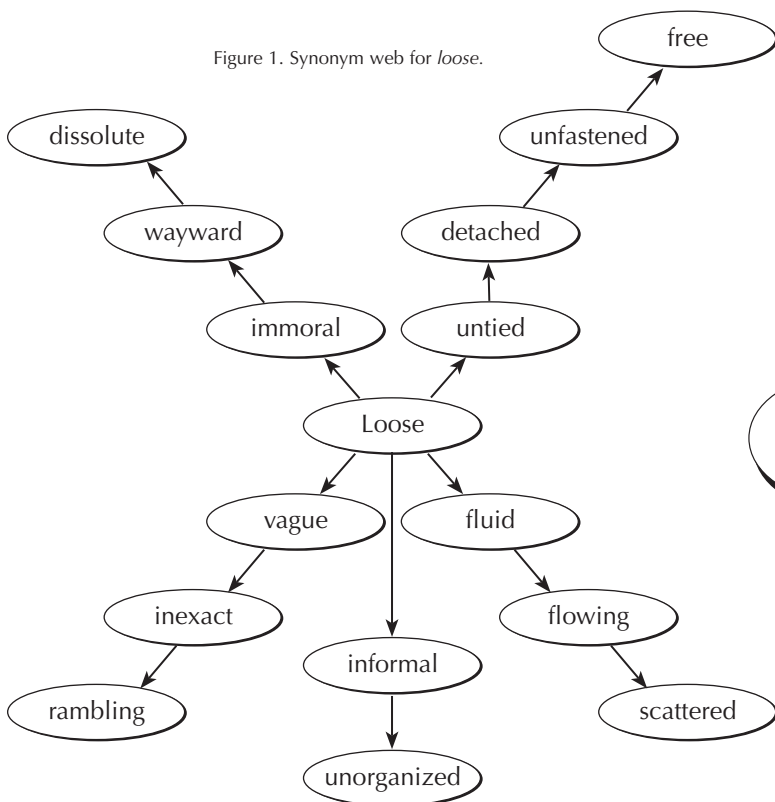 free
Figure 1. Synonym web for loose.
dissolute
unfastened
wayward
detached
immoral
untied
Loose
vague
fluid
inexact
flowing
informal
rambling
scattered
unorganized